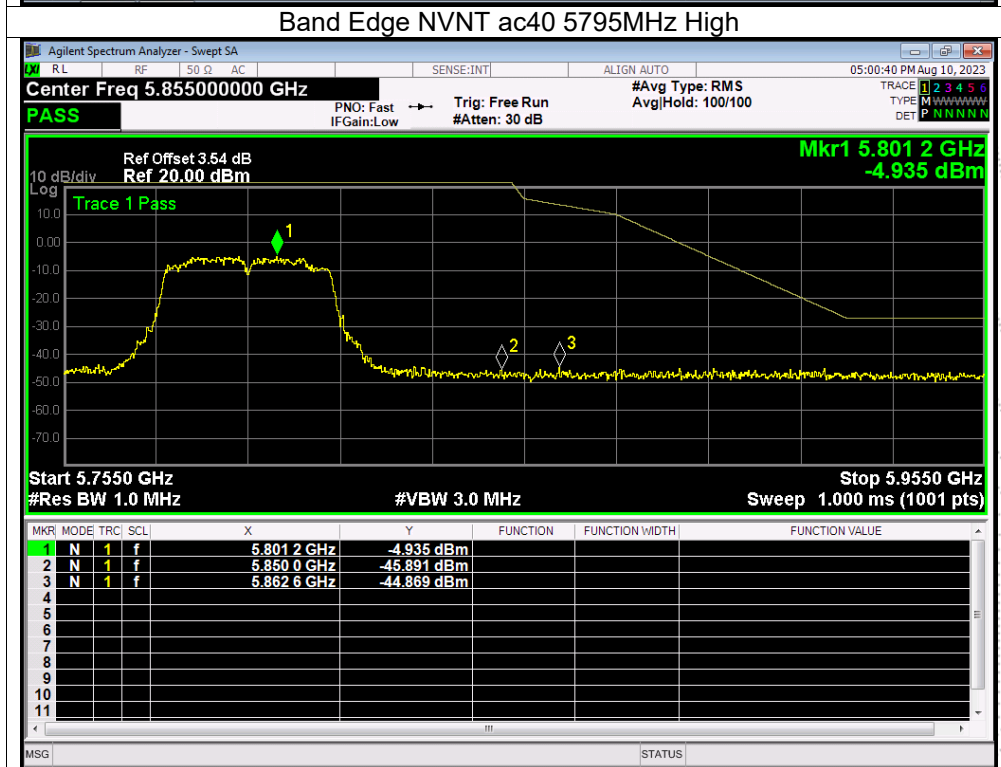 Band Edge NVNT ac40 5795MHz High
Agilent Spectrum Analyzer - Swept SA
LXI RL RF 50 Ω AC SENSE:INT ALIGN AUTO 05:00:40 PM Aug 10, 2023
Center Freq 5.855000000 GHz #Avg Type: RMS TRACE 1 2 3 4 5 6
PASS PNO: Fast Trig: Free Run Avg|Hold: 100/100 TYPE M WWWWW
IFGain:Low #Atten: 30 dB DET P N N N N N
Mkr1 5.801 2 GHz
Ref Offset 3.54 dB
10 dB/div Ref 20.00 dBm -4.935 dBm
Log
Trace 1 Pass
10.0
1
0.00
-10.0
-20.0
-30.0
-40.0
2
3
-50.0
-60.0
-70.0
Start 5.7550 GHz Stop 5.9550 GHz
#Res BW 1.0 MHz #VBW 3.0 MHz Sweep 1.000 ms (1001 pts)
MKR MODE TRC SCL X Y FUNCTION FUNCTION WIDTH FUNCTION VALUE
1 N 1 f 5.801 2 GHz -4.935 dBm
2 N 1 f 5.850 0 GHz -45.891 dBm
3 N 1 f 5.862 6 GHz -44.869 dBm
4
5
6
7
8
9
10
11
MSG STATUS